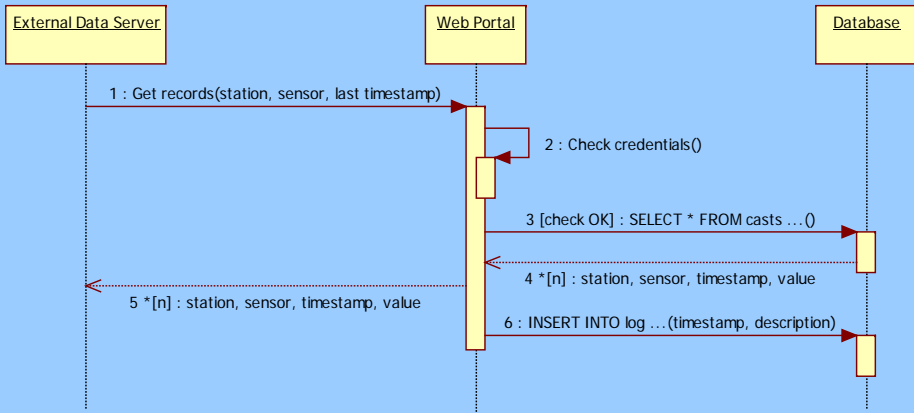 External Data Server
Web Portal
Database
1 : Get records(station, sensor, last timestamp)
2 : Check credentials()
3 [check OK] : SELECT * FROM casts ...()
4 *[n] : station, sensor, timestamp, value
5 *[n] : station, sensor, timestamp, value
6 : INSERT INTO log ...(timestamp, description)